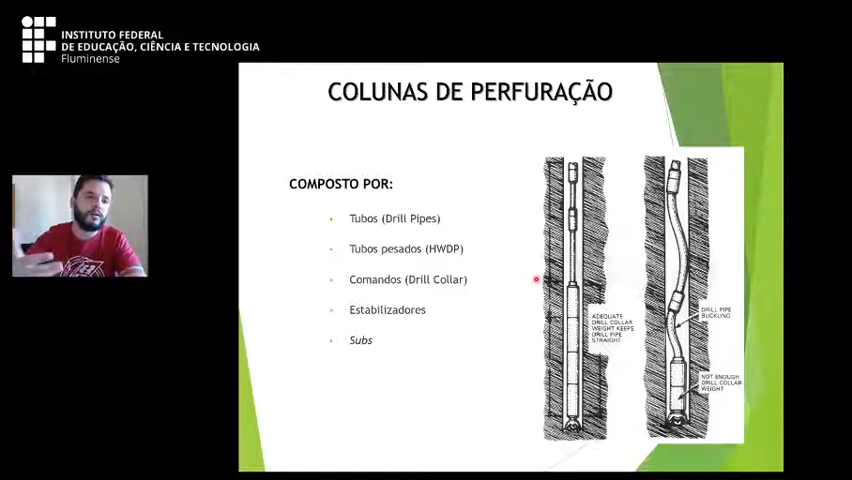 INSTITUTO FEDERAL
DE EDUCAÇÃO, CIÊNCIA E TECNOLOGIA
Fluminense
COLUNAS DE PERFURAÇÃO
COMPOSTO POR:
Tubos (Drill Pipes)
Tubos pesados (HWDP)
Comandos (Drill Collar)
Estabilizadores
Subs
ADEQUATE
DRILL COLLAR
WEIGHT KEEPS
DRILL PIPE
STRAIGHT
DRILL PIPE
BUCKLING
NOT ENOUGH
DRILL COLLAR
WEIGHT